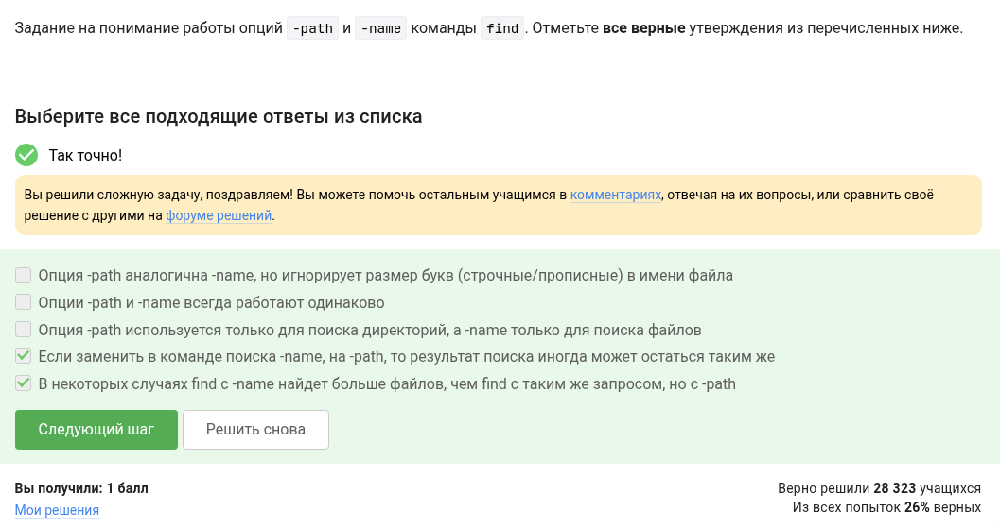 Задание на понимание работы опций -path и -name команды find. Отметьте все верные утверждения из перечисленных ниже.
Выберите все подходящие ответы из списка
Так точно!
Вы решили сложную задачу, поздравляем! Вы можете помочь остальным учащимся в комментариях, отвечая на их вопросы, или сравнить своё
решение с другими на форуме решений.
Опция -path аналогична -name, но игнорирует размер букв (строчные/прописные) в имени файла
Опции -path и -name всегда работают одинаково
Опция -path используется только для поиска директорий, а -name только для поиска файлов
Если заменить в команде поиска -name, на -path, то результат поиска иногда может остаться таким же
В некоторых случаях find с -name найдет больше файлов, чем find с таким же запросом, но с -path
Следующий шаг
Решить снова
Вы получили: 1 балл
Мои решения
Верно решили 28 323 учащихся
Из всех попыток 26% верных